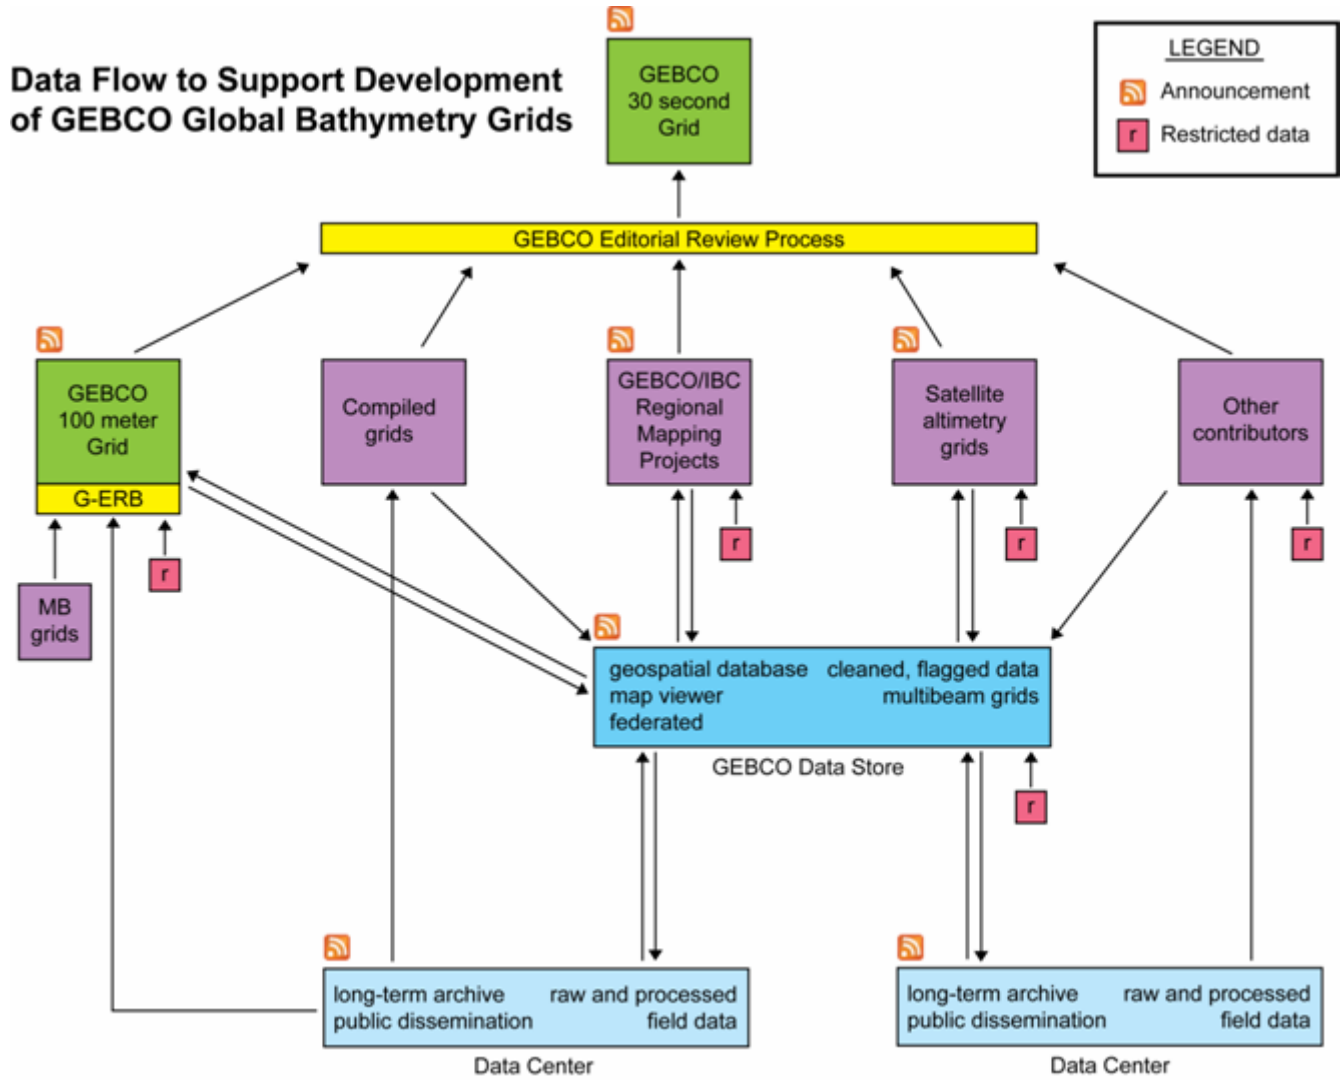 Data Flow to Support Development
of GEBCO Global Bathymetry Grids
GEBCO
30 second
Grid
LEGEND
Announcement
r Restricted data
GEBCO Editorial Review Process
GEBCO
100 meter
Grid
G-ERB
Compiled
grids
GEBCO/IBC
Regional
Mapping
Projects
Satellite
altimetry
grids
Other
contributors
r
r
r
r
MB
grids
geospatial database
map viewer
federated
cleaned, flagged data
multibeam grids
GEBCO Data Store
r
long-term archive
public dissemination
raw and processed
field data
Data Center
long-term archive
public dissemination
raw and processed
field data
Data Center